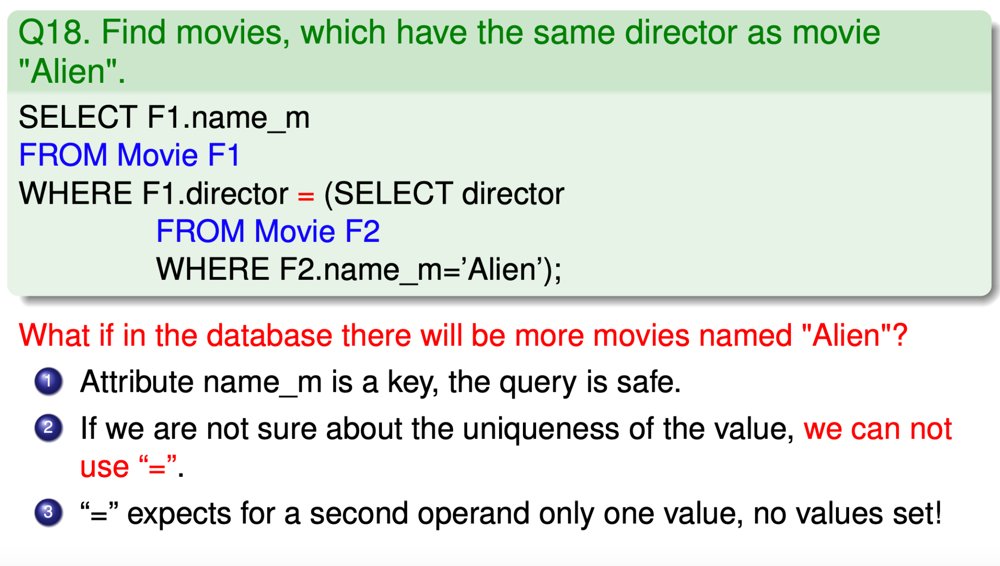 Q18. Find movies, which have the same director as movie
"Alien".
SELECT F1.name_m
FROM Movie F1
WHERE F1.director = (SELECT director
FROM Movie F2
WHERE F2.name_m=’Alien’);
What if in the database there will be more movies named "Alien"?
1 Attribute name_m is a key, the query is safe.
2 If we are not sure about the uniqueness of the value, we can not
use “=”.
3 “=” expects for a second operand only one value, no values set!